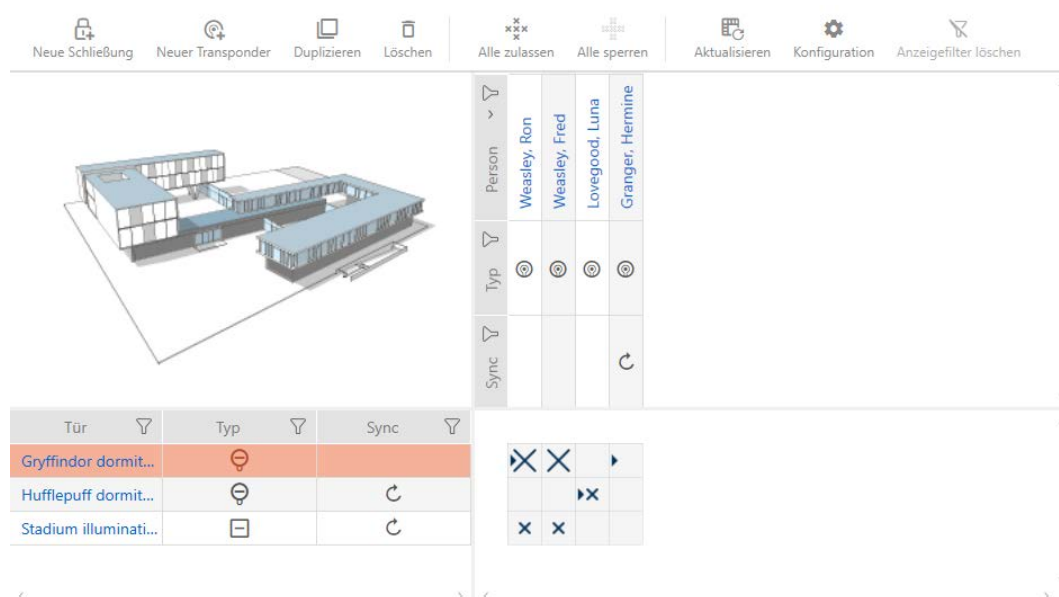 Neue Schließung
Neuer Transponder
Duplizieren
Löschen
Alle zulassen
Alle sperren
Aktualisieren
Konfiguration
Anzeigefilter löschen
Person
Weasley, Ron
Weasley, Fred
Lovegood, Luna
Granger, Hermine
Typ
Sync
Tür
Typ
Sync
Gryffindor dormit...
Hufflepuff dormit...
Stadium illuminati...